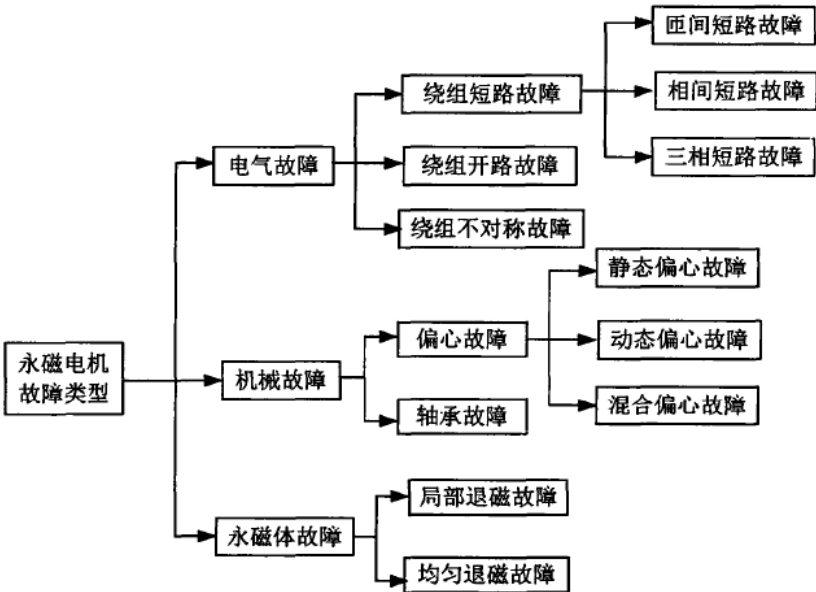 匝间短路故障
绕组短路故障
相间短路故障
电气故障
绕组开路故障
三相短路故障
绕组不对称故障
静态偏心故障
永磁电机
故障类型
机械故障
偏心故障
动态偏心故障
轴承故障
混合偏心故障
局部退磁故障
永磁体故障
均匀退磁故障